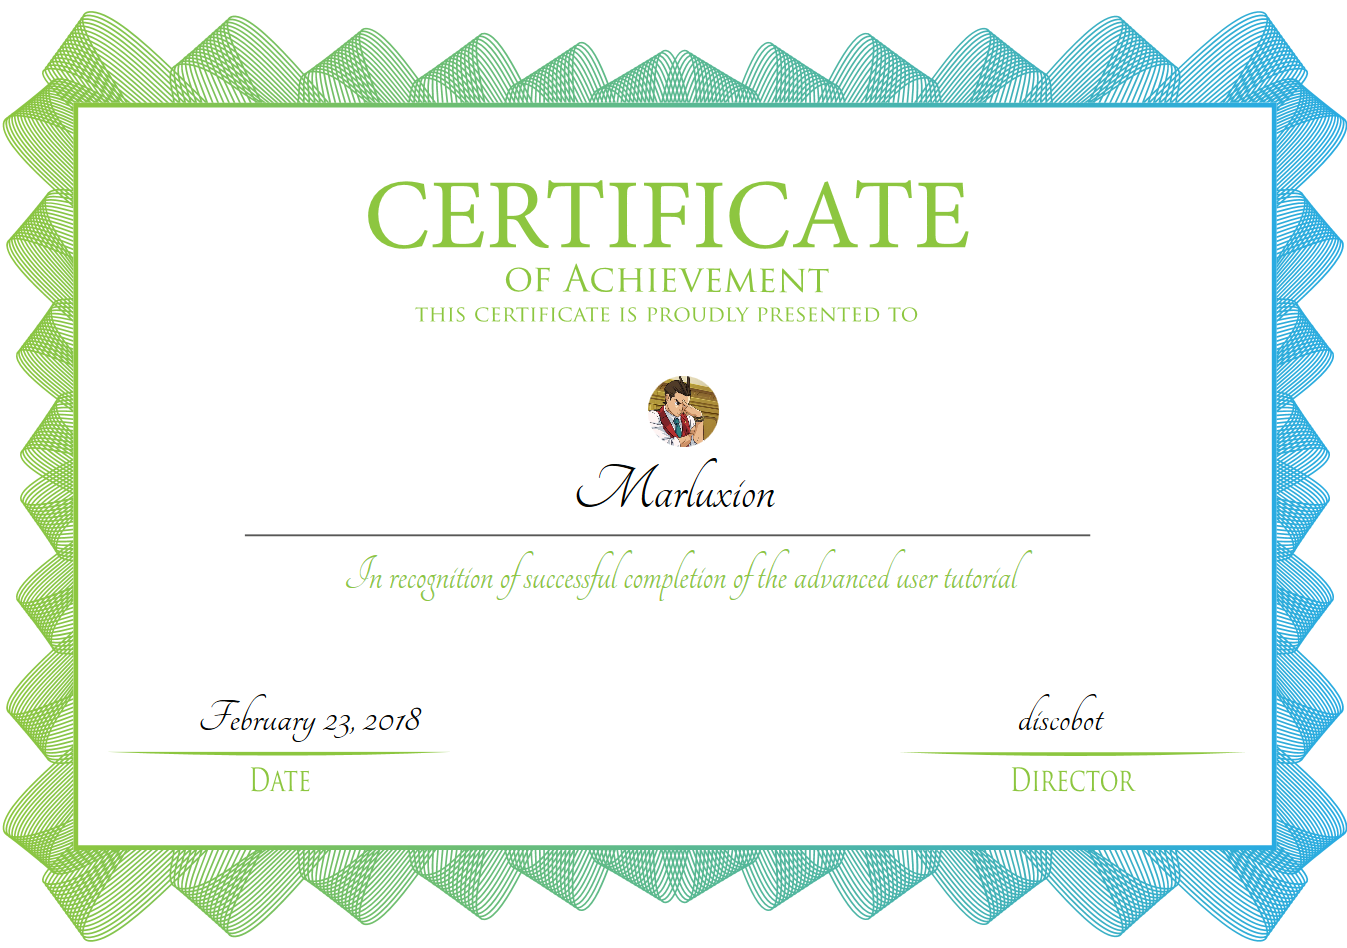 CERTIFICATE
OF ACHIEVEMENT
THIS CERTIFICATE IS PROUDLY PRESENTED TO
Marluxion
In recognition of successful completion of the advanced user tutorial
February 23, 2018
DATE
discobot
DIRECTOR